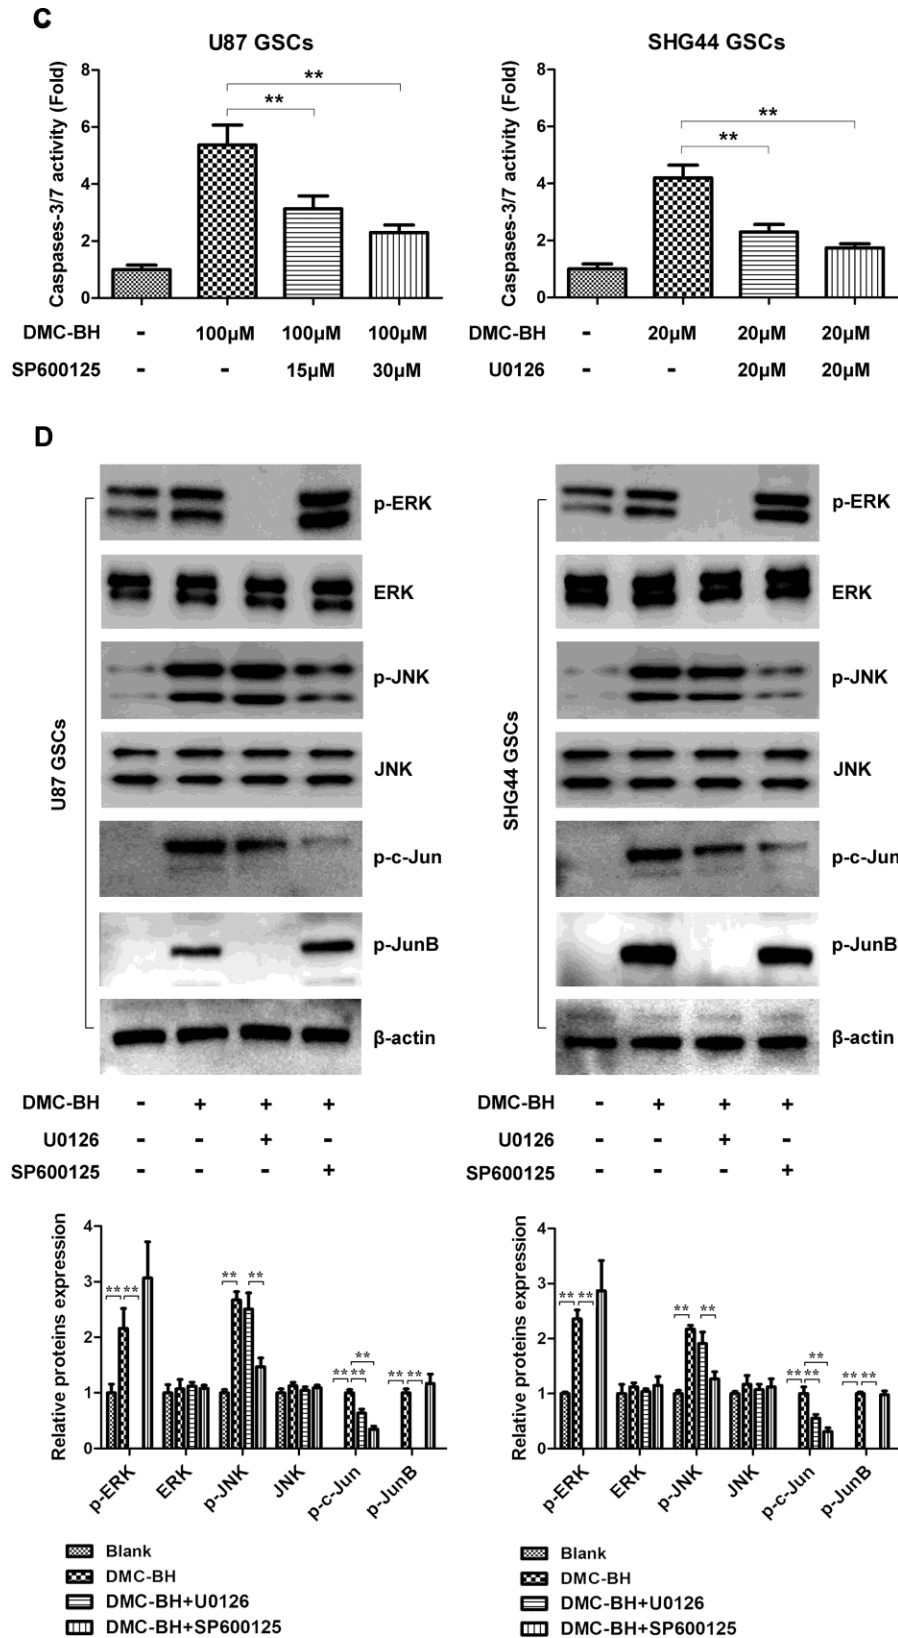 C
U87 GSCs
SHG44 GSCs
Caspases-3/7 activity (Fold)
8
6
4
2
0
**
**
Caspases-3/7 activity (Fold)
8
6
4
2
0
**
**
DMC-BH - 100µM 100µM 100µM
SP600125 - - 15µM 30µM
DMC-BH - 20µM 20µM 20µM
U0126 - - 20µM 20µM
D
U87 GSCs
p-ERK
ERK
p-JNK
JNK
p-c-Jun
p-JunB
β-actin
SHG44 GSCs
p-ERK
ERK
p-JNK
JNK
p-c-Jun
p-JunB
β-actin
DMC-BH - + + +
U0126 - - + -
SP600125 - - - +
DMC-BH - + + +
U0126 - - + -
SP600125 - - - +
Relative proteins expression
4
3
2
1
0
** **
** **
**
** **
** **
p-ERK ERK p-JNK JNK p-c-Jun p-JunB
Relative proteins expression
4
3
2
1
0
** **
** **
**
** **
** **
p-ERK ERK p-JNK JNK p-c-Jun p-JunB
Blank
DMC-BH
DMC-BH+U0126
DMC-BH+SP600125
Blank
DMC-BH
DMC-BH+U0126
DMC-BH+SP600125